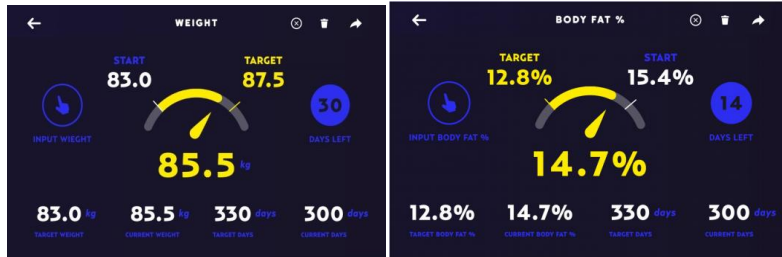 WEIGHT
START
83.0
TARGET
87.5
INPUT WIEGHT
30
DAYS LEFT
85.5 kg
83.0 kg
TARGET WEIGHT
85.5 kg
CURRENT WEIGHT
330 days
TARGET DAYS
300 days
CURRENT DAYS
BODY FAT %
TARGET
12.8%
START
15.4%
INPUT BODY FAT %
14
DAYS LEFT
14.7%
12.8%
TARGET BODY FAT %
14.7%
CURRENT BODY FAT %
330 days
TARGET DAYS
300 days
CURRENT DAYS